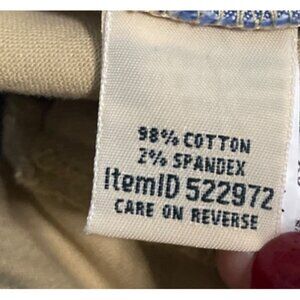 98% COTTON
2% SPANDEX
ItemID 522972
CARE ON REVERSE